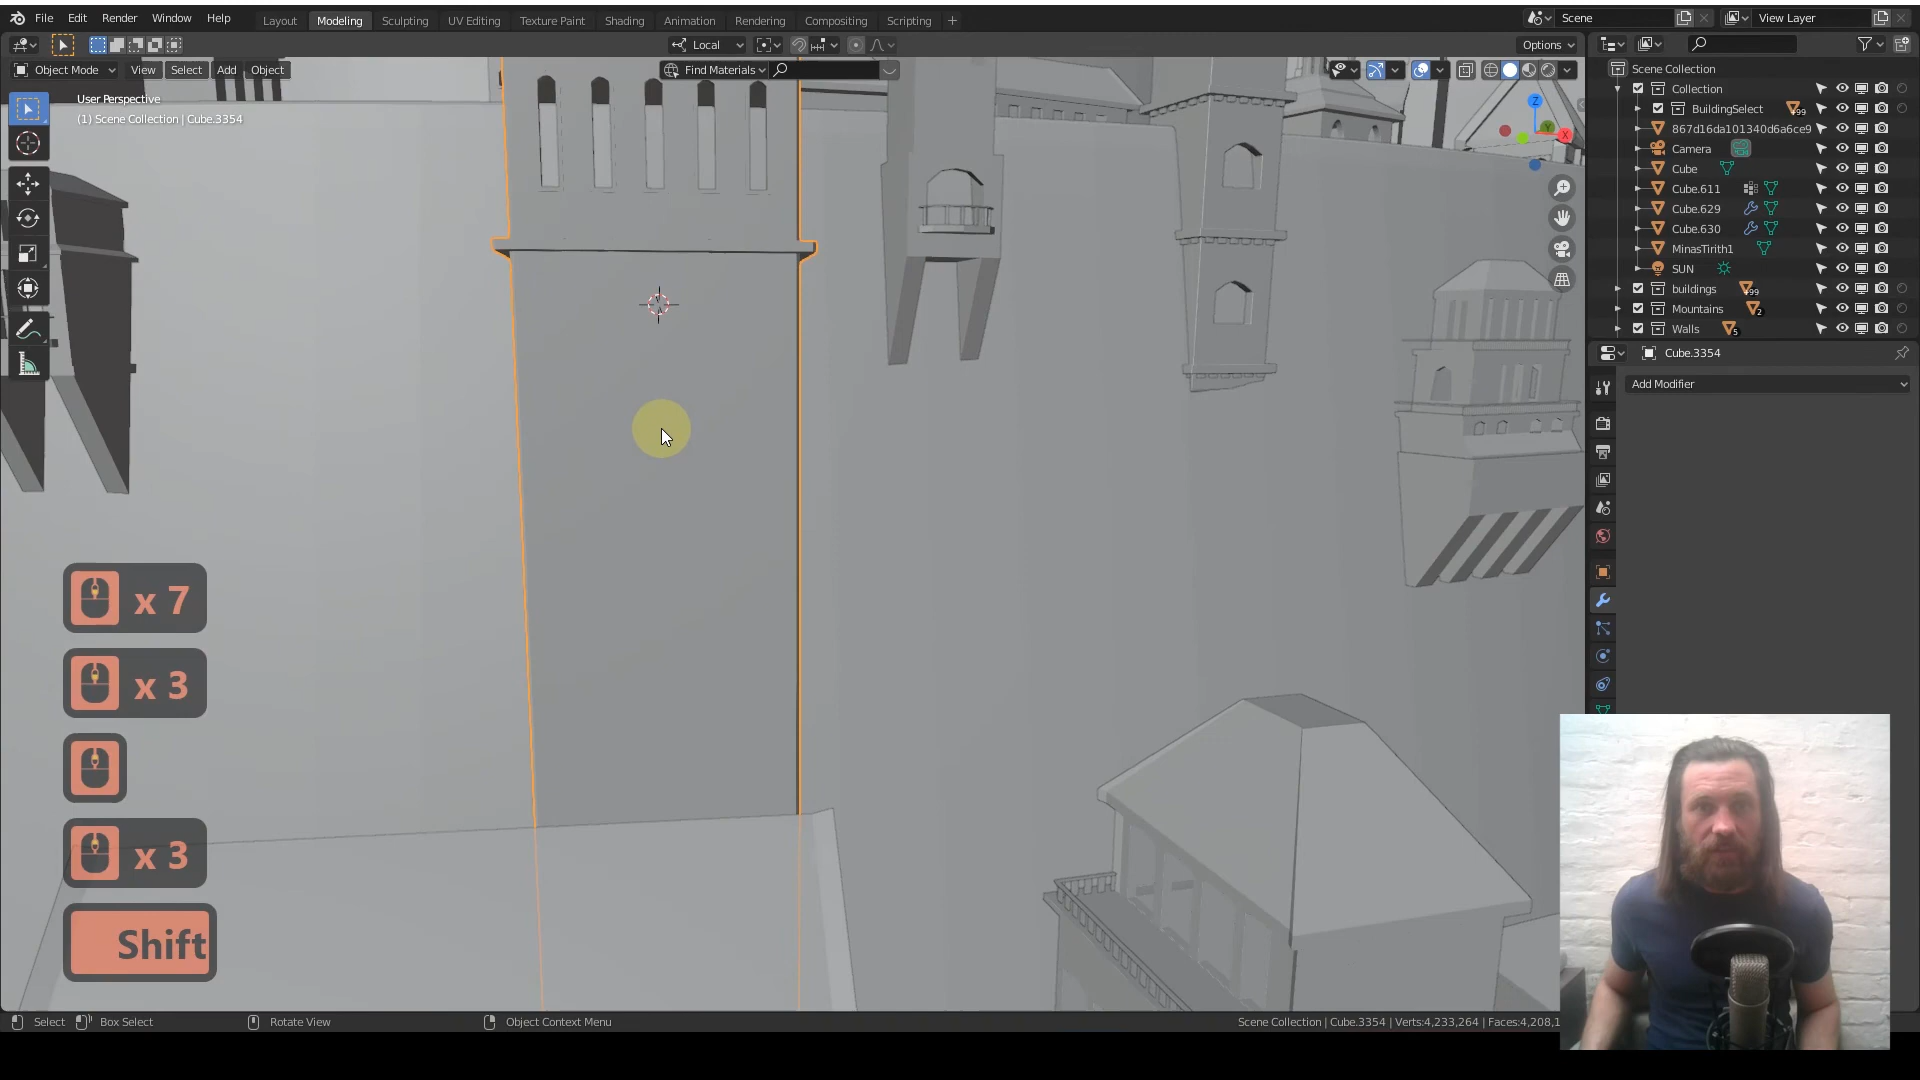 File Edit Render Window Help
Layout Modeling Sculpting UV Editing Texture Paint Shading Animation Rendering Compositing Scripting +
Scene
View Layer
Local
Options
Object Mode View Select Add Object
Find Materials
User Perspective
(1) Scene Collection | Cube.3354
Z
Y
X
Scene Collection
Collection
BuildingSelect
+99
867d16da101340d6a6ce9
Camera
Cube
Cube.611
Cube.629
Cube.630
MinasTirith1
SUN
buildings
+99
Mountains
2
Walls
5
Cube.3354
Add Modifier
x 7
x 3
x 3
Shift
Select
Box Select
Rotate View
Object Context Menu
Scene Collection | Cube.3354 | Verts:4,233,264 | Faces:4,208,1